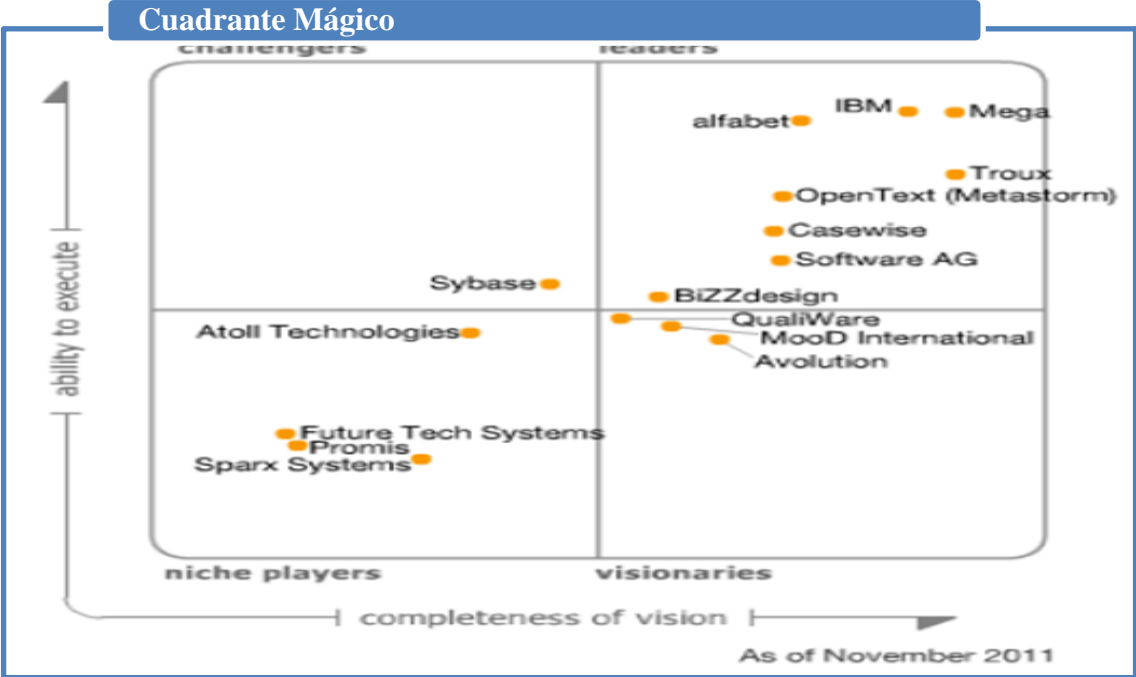 Cuadrante Mágico
challengers
leaders
IBM
Mega
alfabet
Troux
OpenText (Metastorm)
Casewise
Software AG
Sybase
BiZZdesign
QualiWare
Atoll Technologies
MooD International
Avolution
Future Tech Systems
Promis
Sparx Systems
ability to execute
niche players
visionaries
completeness of vision
As of November 2011